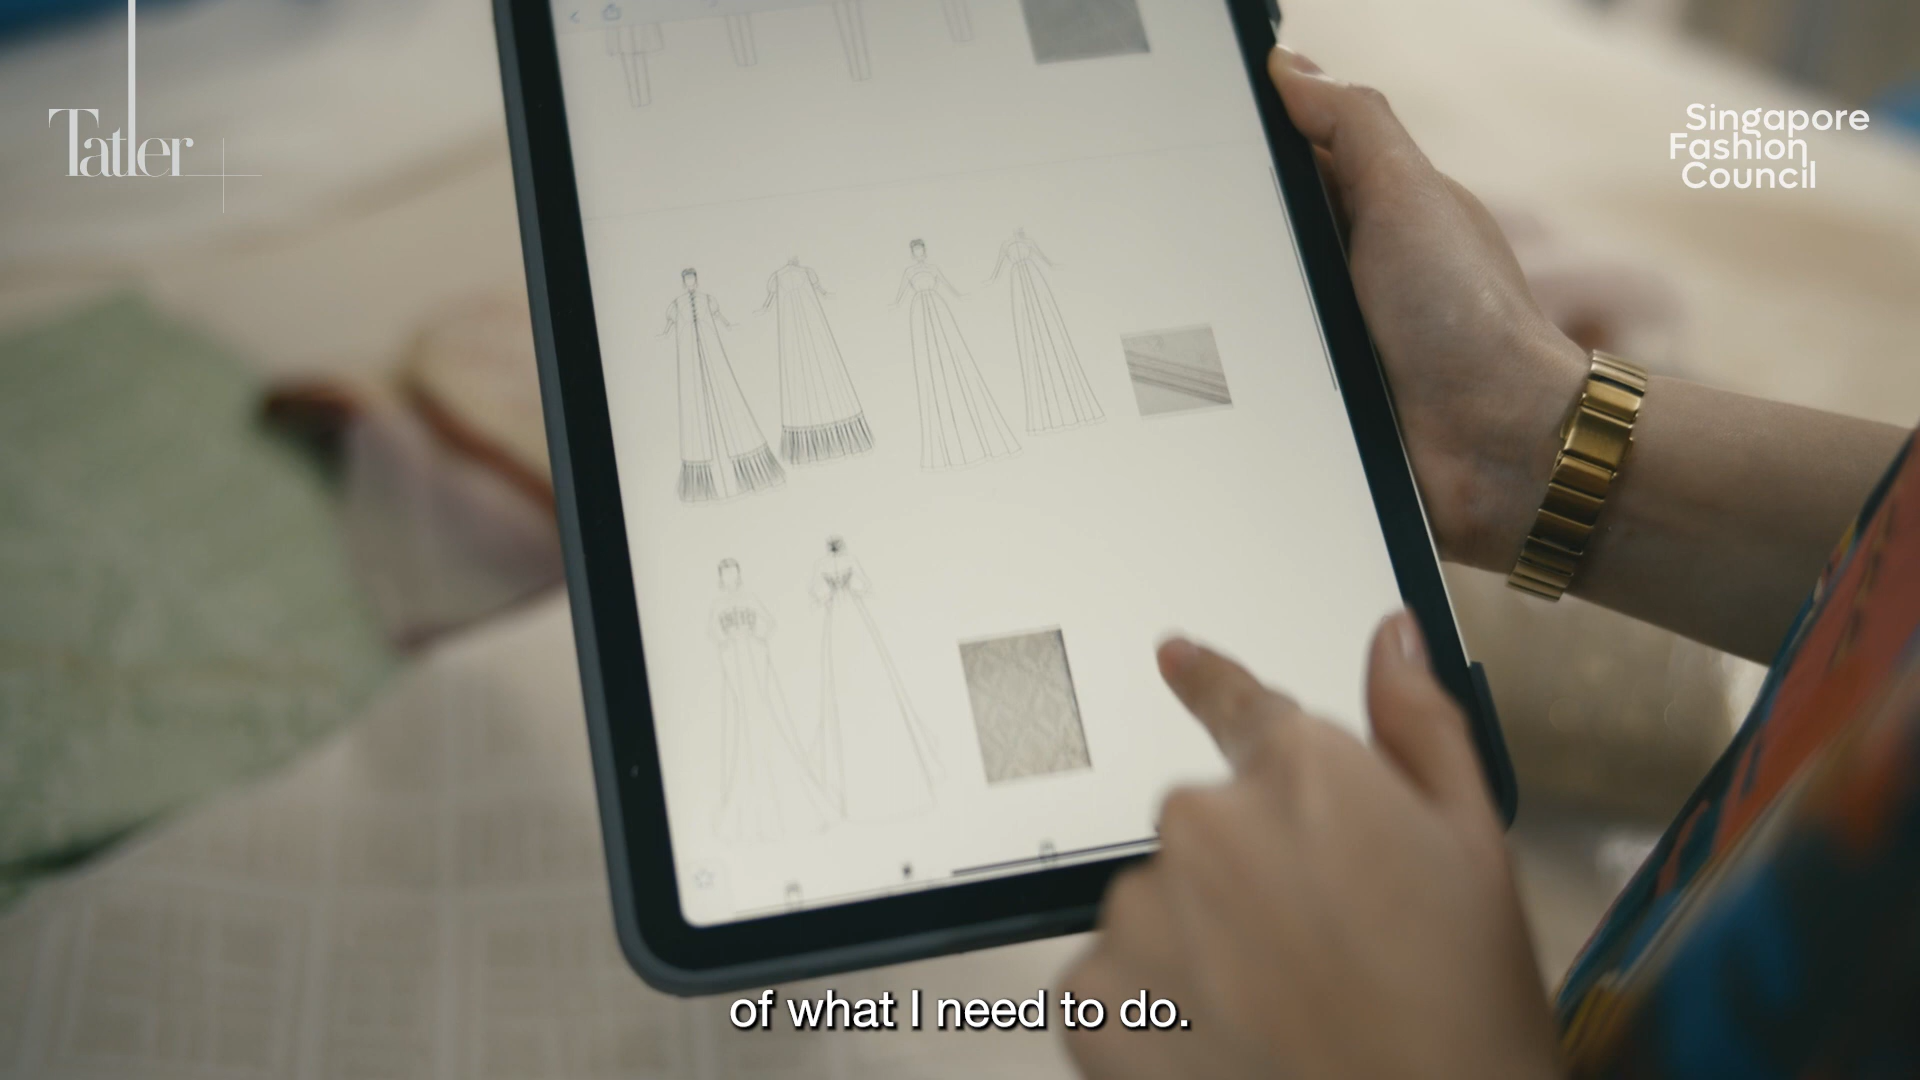 Tatler
Singapore
Fashion
Council
of what I need to do.